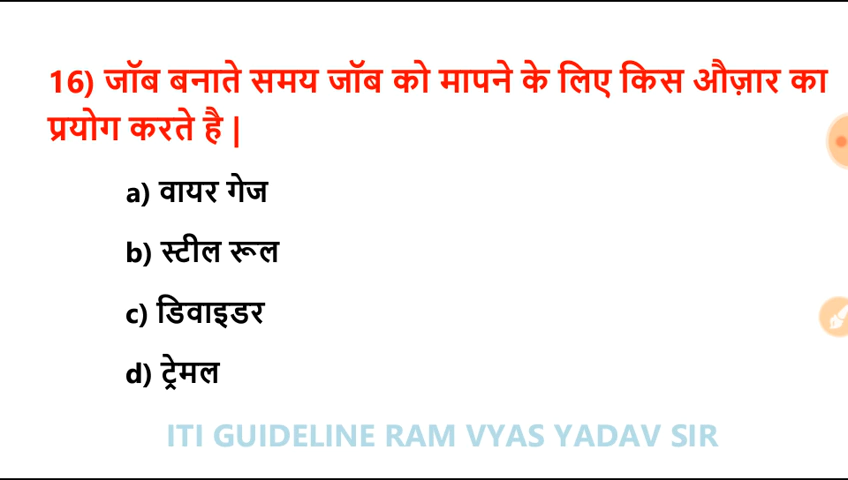 16) जॉब बनाते समय जॉब को मापने के लिए किस औज़ार का
प्रयोग करते है |
a) वायर गेज
b) स्टील रूल
c) डिवाइडर
d) ट्रेमल
ITI GUIDELINE RAM VYAS YADAV SIR